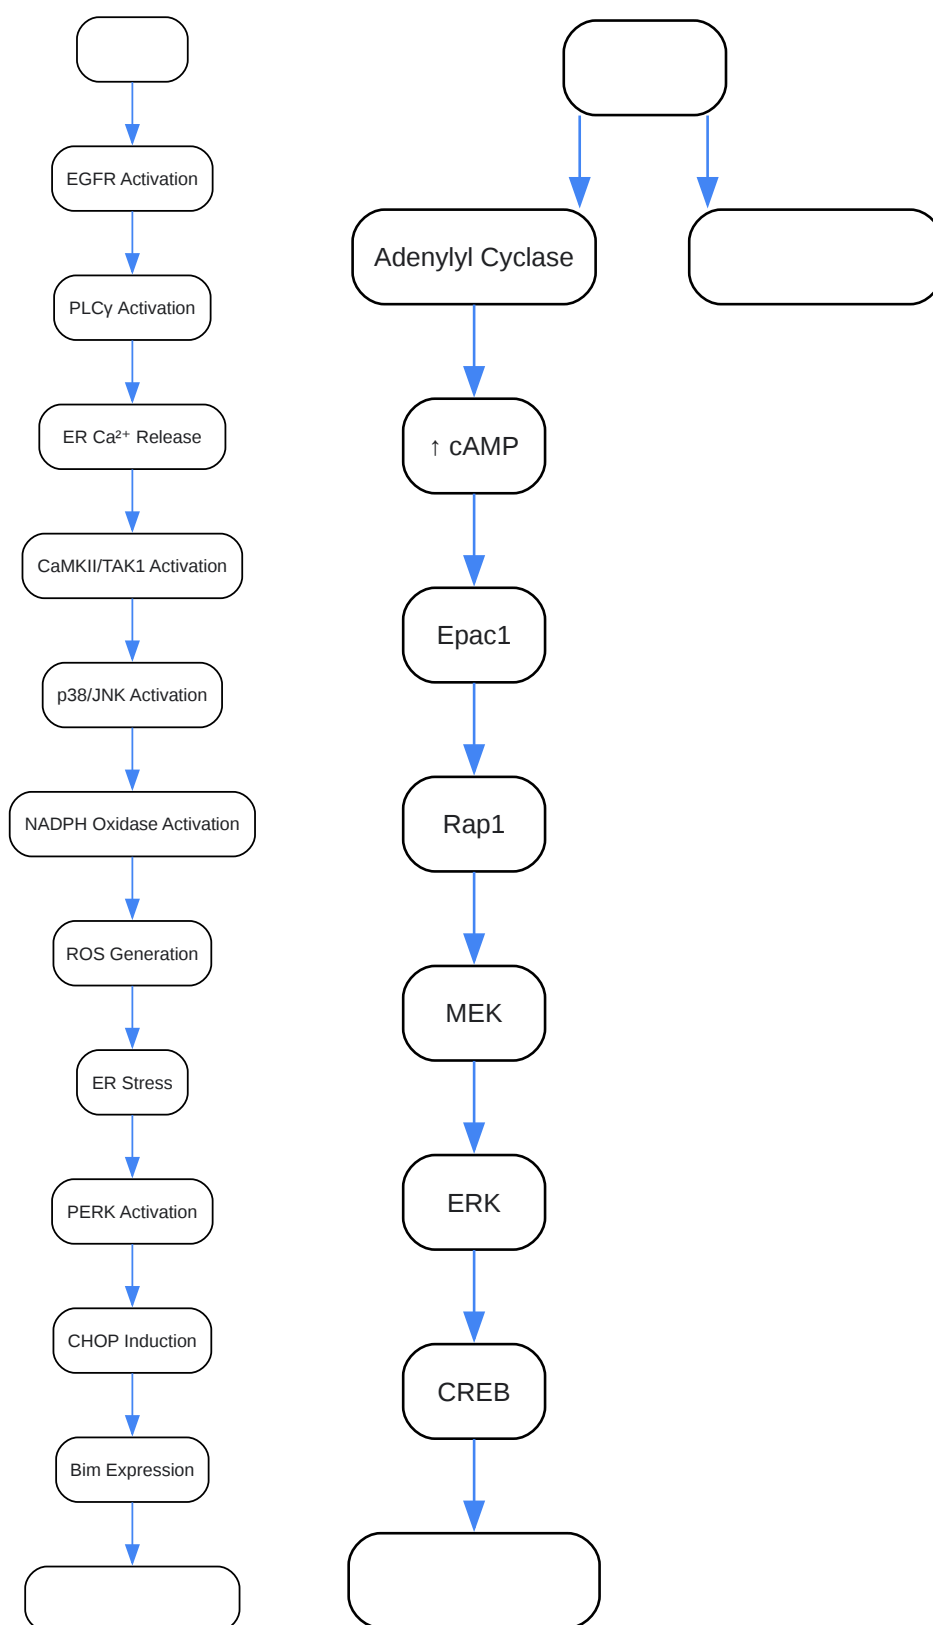 EGFR Activation
PLCγ Activation
ER Ca²⁺ Release
CaMKII/TAK1 Activation
p38/JNK Activation
NADPH Oxidase Activation
ROS Generation
ER Stress
PERK Activation
CHOP Induction
Bim Expression
Adenylyl Cyclase
↑ cAMP
Epac1
Rap1
MEK
ERK
CREB